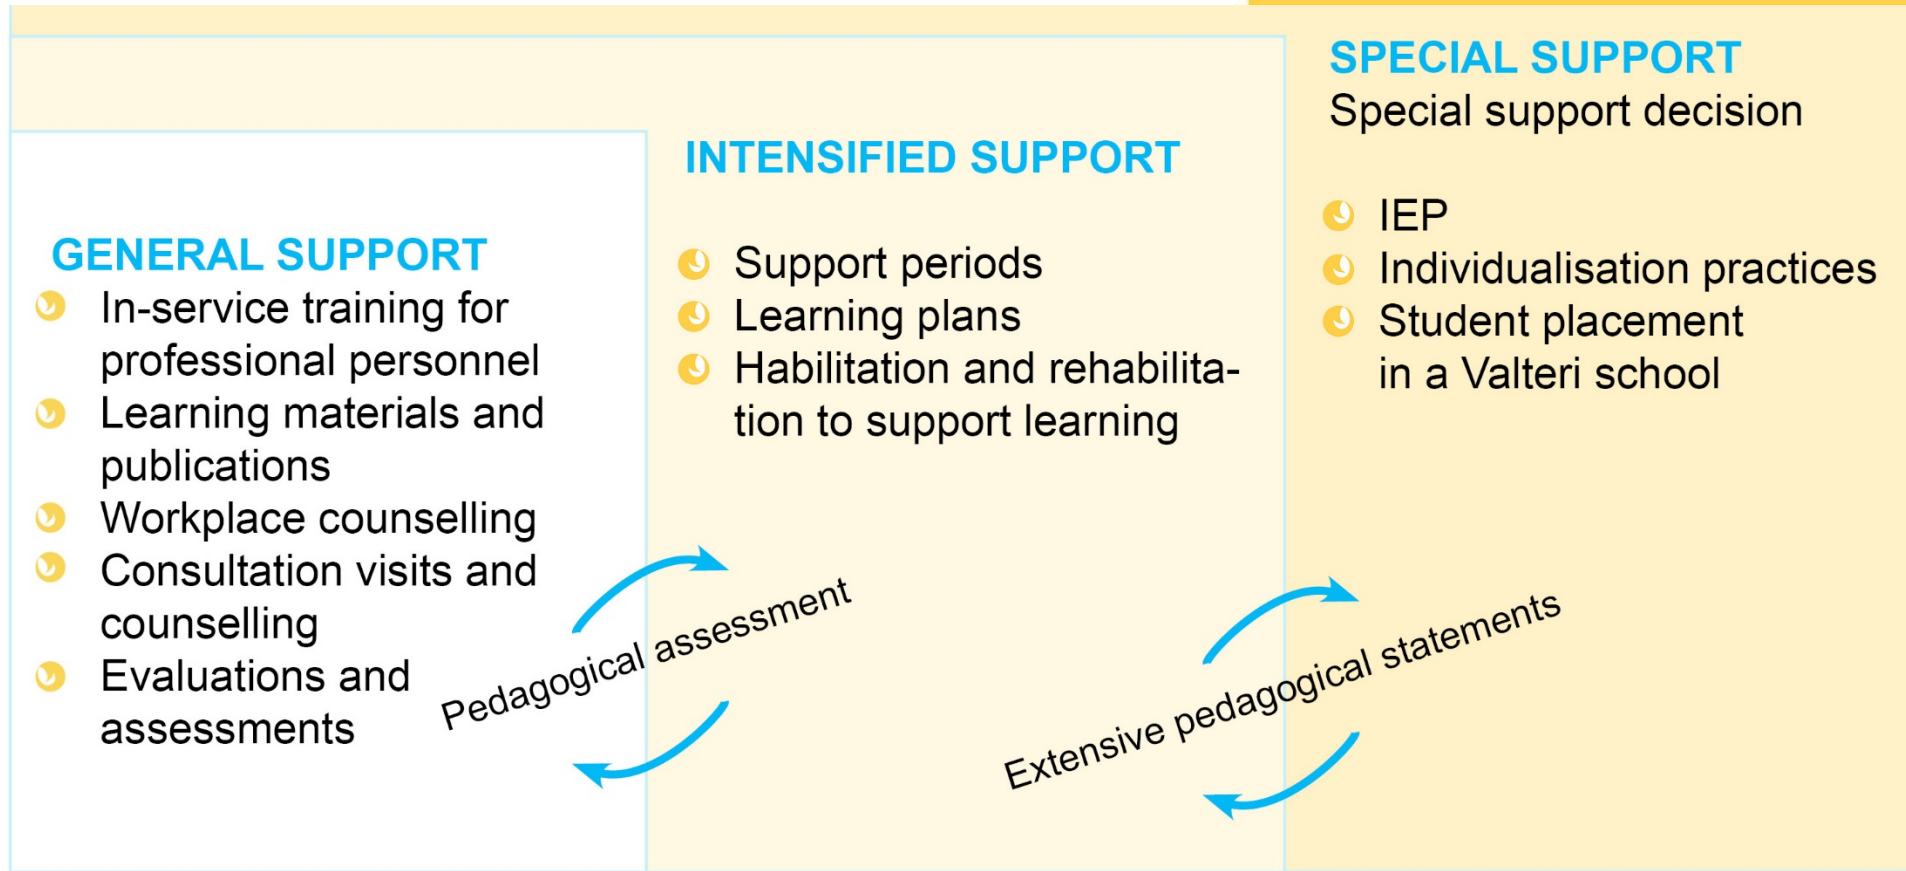 GENERAL SUPPORT
In-service training for
professional personnel
Learning materials and
publications
Workplace counselling
Consultation visits and
counselling
Evaluations and
assessments
Pedagogical assessment
INTENSIFIED SUPPORT
Support periods
Learning plans
Habilitation and rehabilita-
tion to support learning
Extensive pedagogical statements
SPECIAL SUPPORT
Special support decision
IEP
Individualisation practices
Student placement
in a Valteri school